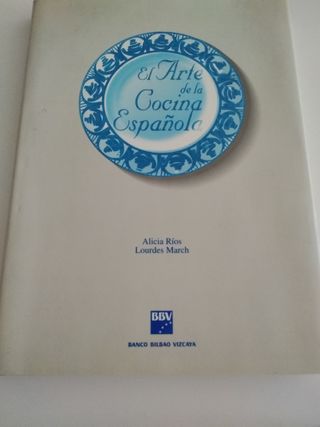 El Arte
de la
Cocina
Española
Alicia Ríos
Lourdes March
BBV
BANCO BILBAO VIZCAYA